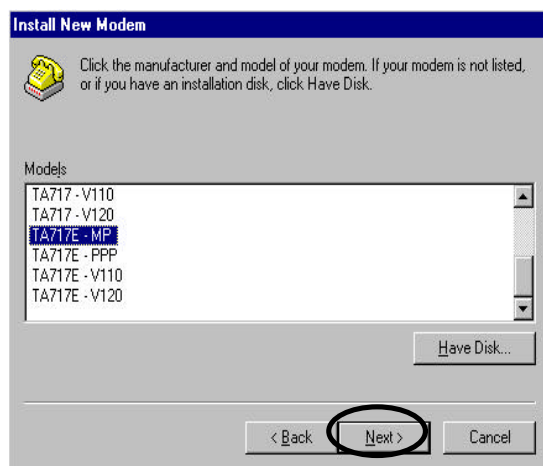 Install New Modem
Click the manufacturer and model of your modem. If your modem is not listed,
or if you have an installation disk, click Have Disk.
Models
TA717 - V110
TA717 - V120
TA717E - MP
TA717E - PPP
TA717E - V110
TA717E - V120
Have Disk...
< Back
Next >
Cancel